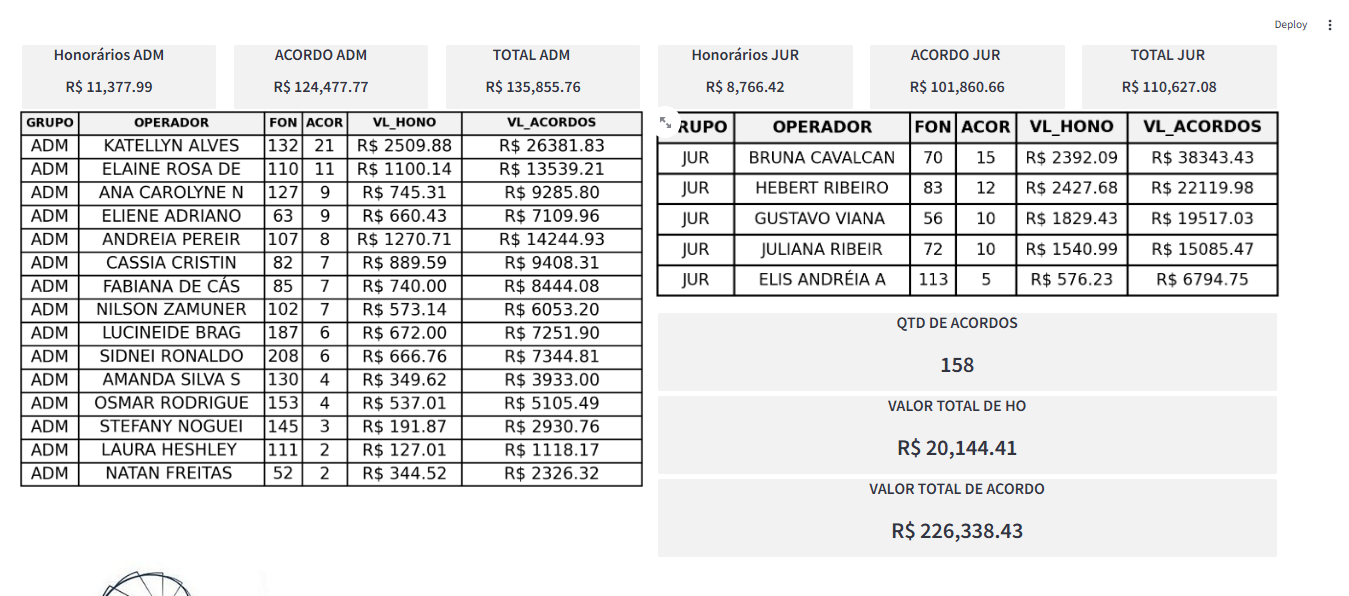 Deploy
Honorários ADM
R$ 11,377.99
ACORDO ADM
R$ 124,477.77
TOTAL ADM
R$ 135,855.76
Honorários JUR
R$ 8,766.42
ACORDO JUR
R$ 101,860.66
TOTAL JUR
R$ 110,627.08
GRUPO OPERADOR FON ACOR VL_HONO VL_ACORDOS
ADM KATELLYN ALVES 132 21 R$ 2509.88 R$ 26381.83
ADM ELAINE ROSA DE 110 11 R$ 1100.14 R$ 13539.21
ADM ANA CAROLYNE N 127 9 R$ 745.31 R$ 9285.80
ADM ELIENE ADRIANO 63 9 R$ 660.43 R$ 7109.96
ADM ANDREIA PEREIR 107 8 R$ 1270.71 R$ 14244.93
ADM CASSIA CRISTIN 82 7 R$ 889.59 R$ 9408.31
ADM FABIANA DE CÁS 85 7 R$ 740.00 R$ 8444.08
ADM NILSON ZAMUNER 102 7 R$ 573.14 R$ 6053.20
ADM LUCINEIDE BRAG 187 6 R$ 672.00 R$ 7251.90
ADM SIDNEI RONALDO 208 6 R$ 666.76 R$ 7344.81
ADM AMANDA SILVA S 130 4 R$ 349.62 R$ 3933.00
ADM OSMAR RODRIGUE 153 4 R$ 537.01 R$ 5105.49
ADM STEFANY NOGUEI 145 3 R$ 191.87 R$ 2930.76
ADM LAURA HESHLEY 111 2 R$ 127.01 R$ 1118.17
ADM NATAN FREITAS 52 2 R$ 344.52 R$ 2326.32
RUPO OPERADOR FON ACOR VL_HONO VL_ACORDOS
JUR BRUNA CAVALCAN 70 15 R$ 2392.09 R$ 38343.43
JUR HEBERT RIBEIRO 83 12 R$ 2427.68 R$ 22119.98
JUR GUSTAVO VIANA 56 10 R$ 1829.43 R$ 19517.03
JUR JULIANA RIBEIR 72 10 R$ 1540.99 R$ 15085.47
JUR ELIS ANDRÉIA A 113 5 R$ 576.23 R$ 6794.75
QTD DE ACORDOS
158
VALOR TOTAL DE HO
R$ 20,144.41
VALOR TOTAL DE ACORDO
R$ 226,338.43